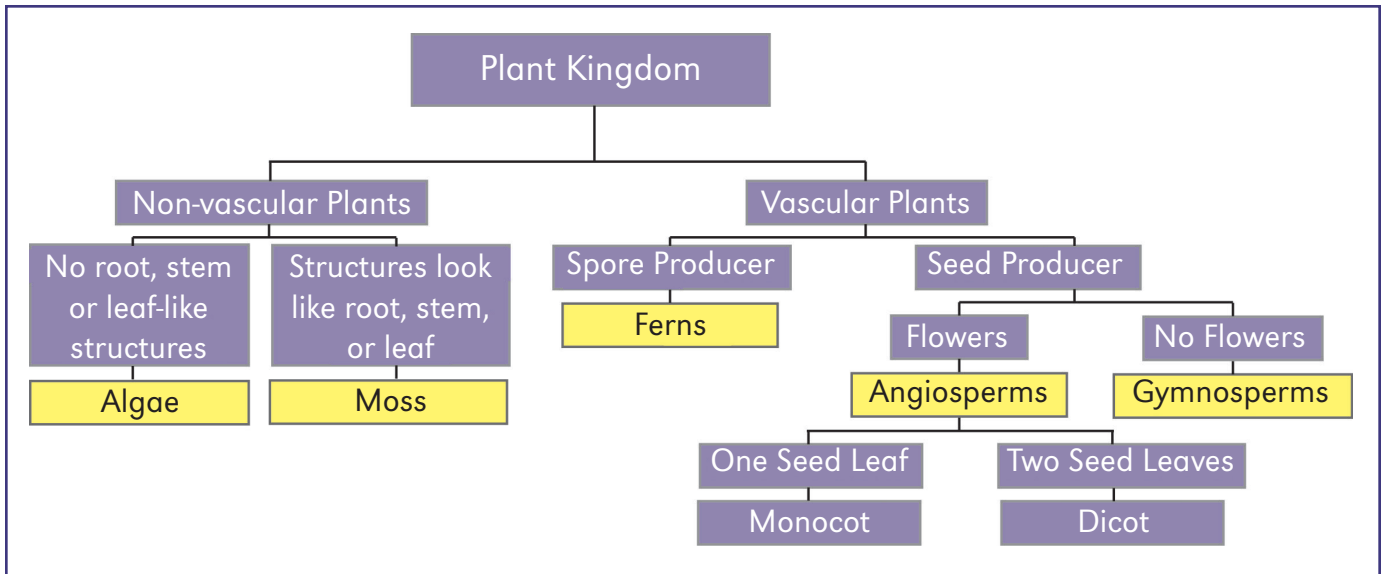 Plant Kingdom
Non-vascular Plants
Vascular Plants
No root, stem
or leaf-like
structures
Structures look
like root, stem,
or leaf
Spore Producer
Seed Producer
Algae
Moss
Ferns
Flowers
No Flowers
Angiosperms
Gymnosperms
One Seed Leaf
Two Seed Leaves
Monocot
Dicot